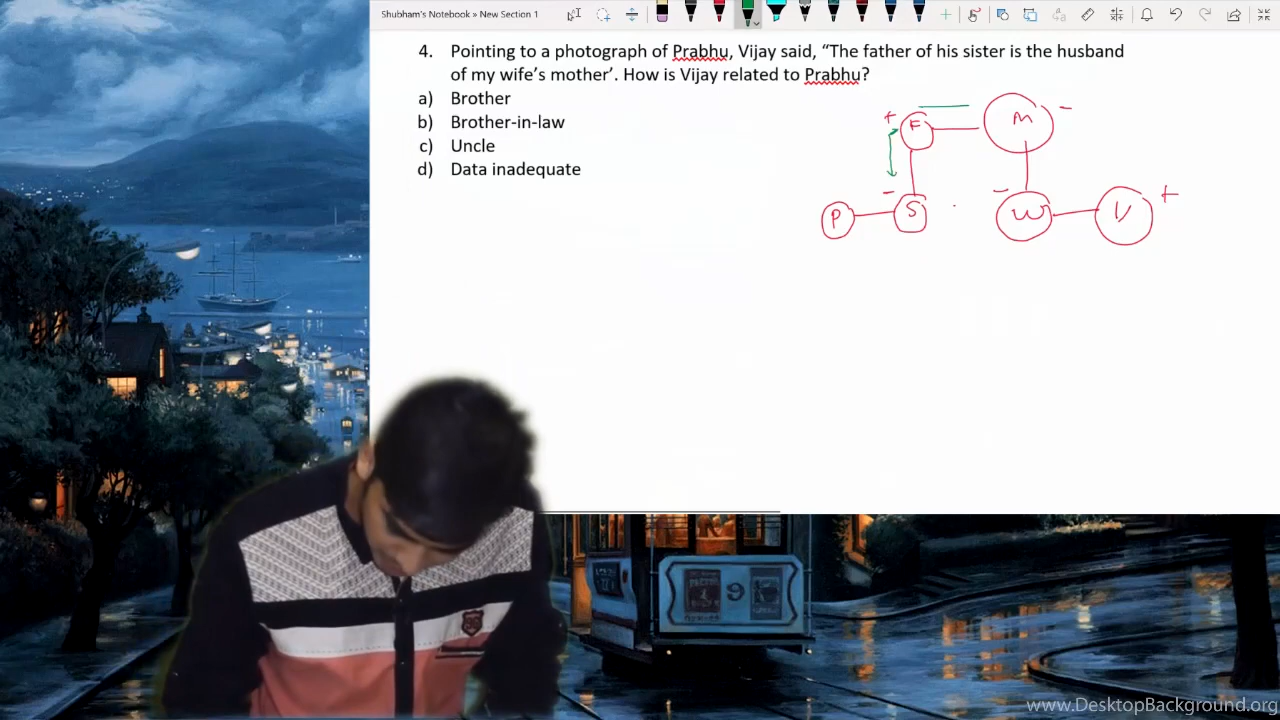 Shubham's Notebook » New Section 1
4. Pointing to a photograph of Prabhu, Vijay said, “The father of his sister is the husband
of my wife’s mother’. How is Vijay related to Prabhu?
a) Brother
b) Brother-in-law
c) Uncle
d) Data inadequate
+ F M -
- -  +
P S W V
9
www.DesktopBackground.org